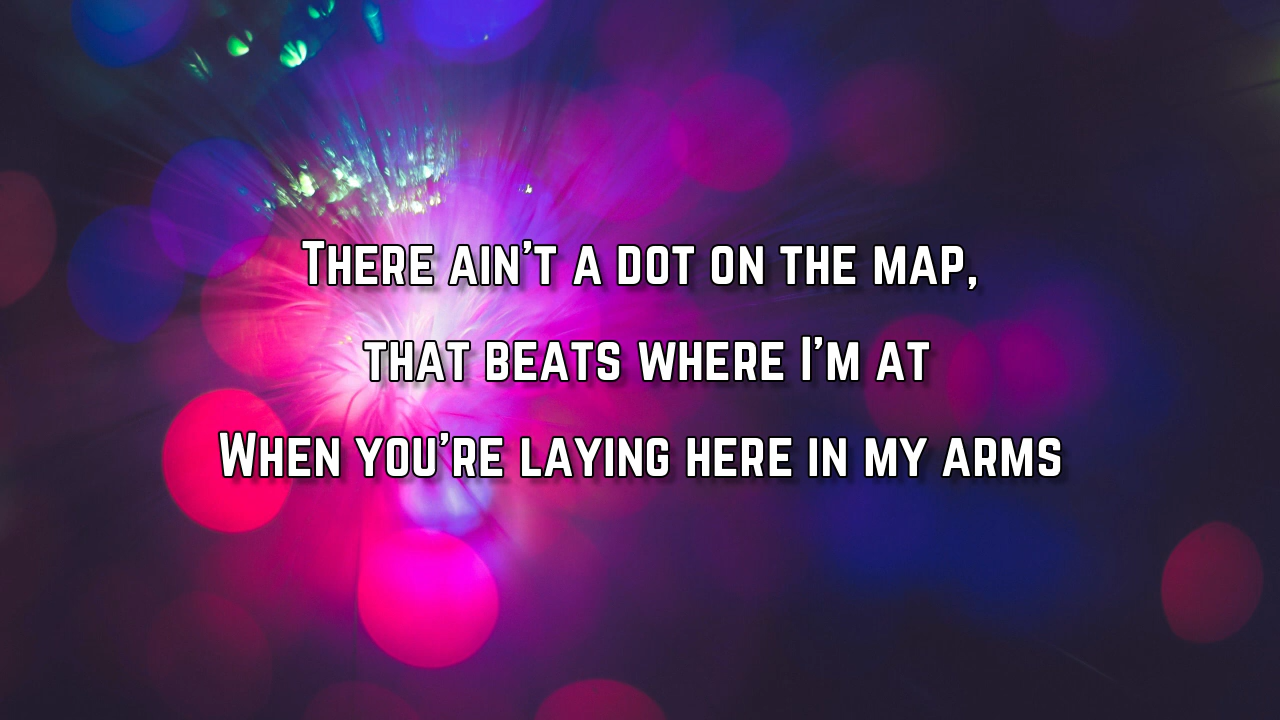 There ain't a dot on the map,
that beats where I'm at
When you're laying here in my arms